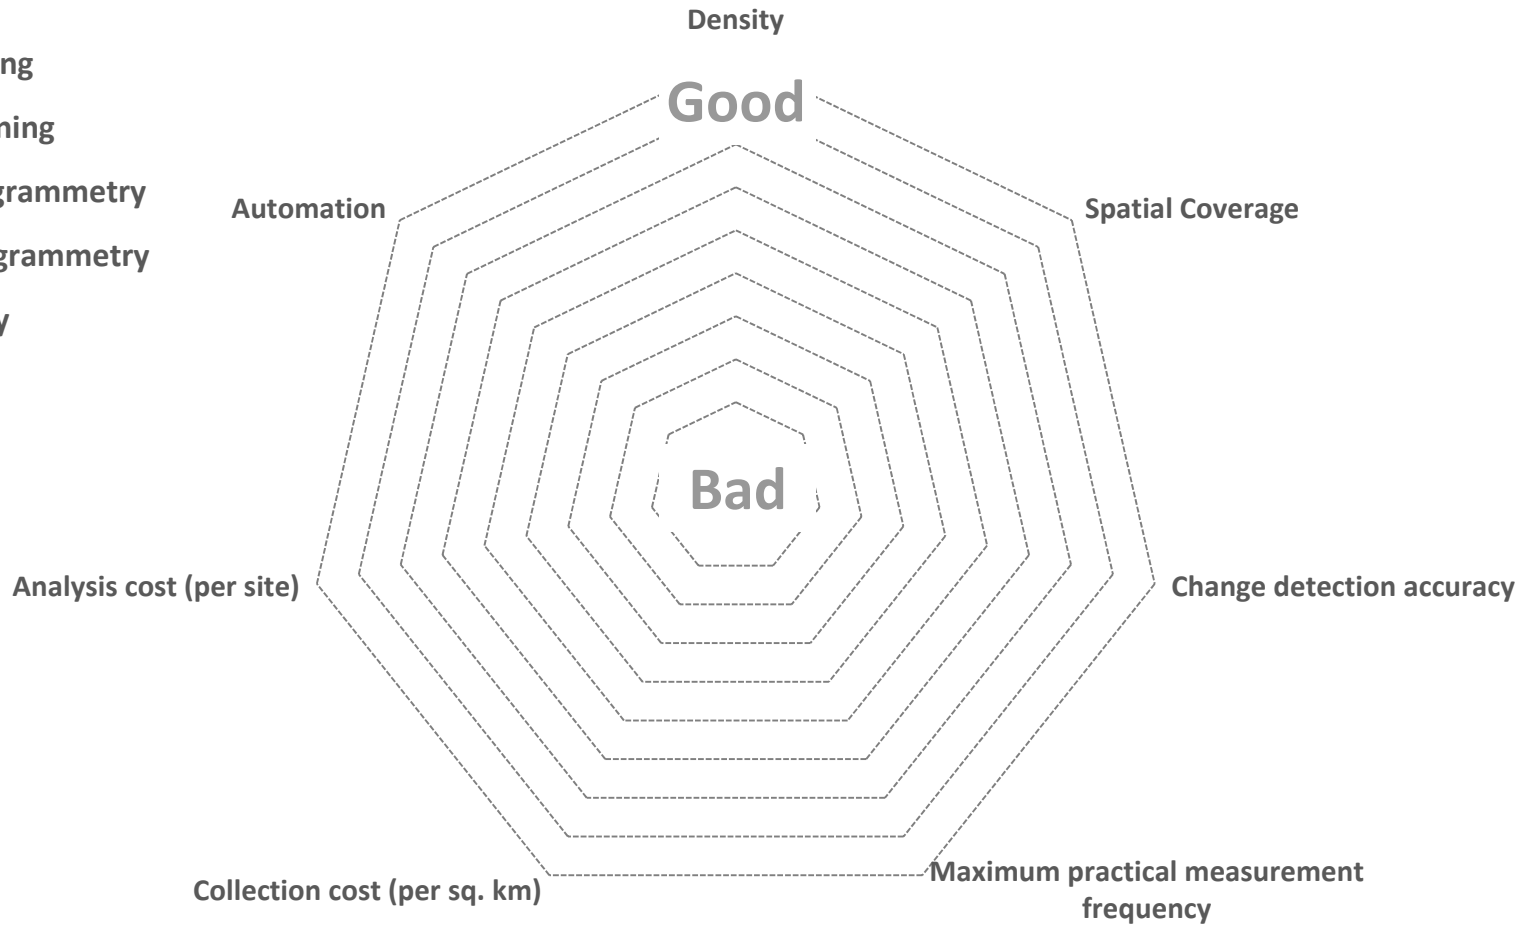 Density
ng
Good
ning
grammetry
Automation
Spatial Coverage
grammetry
y
Bad
Analysis cost (per site)
Change detection accuracy
Maximum practical measurement
frequency
Collection cost (per sq. km)